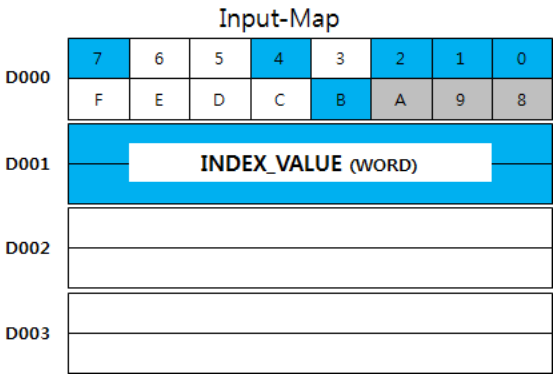 Input-Map
D000
7 6 5 4 3 2 1 0
F E D C B A 9 8
D001
INDEX_VALUE (WORD)
D002
D003